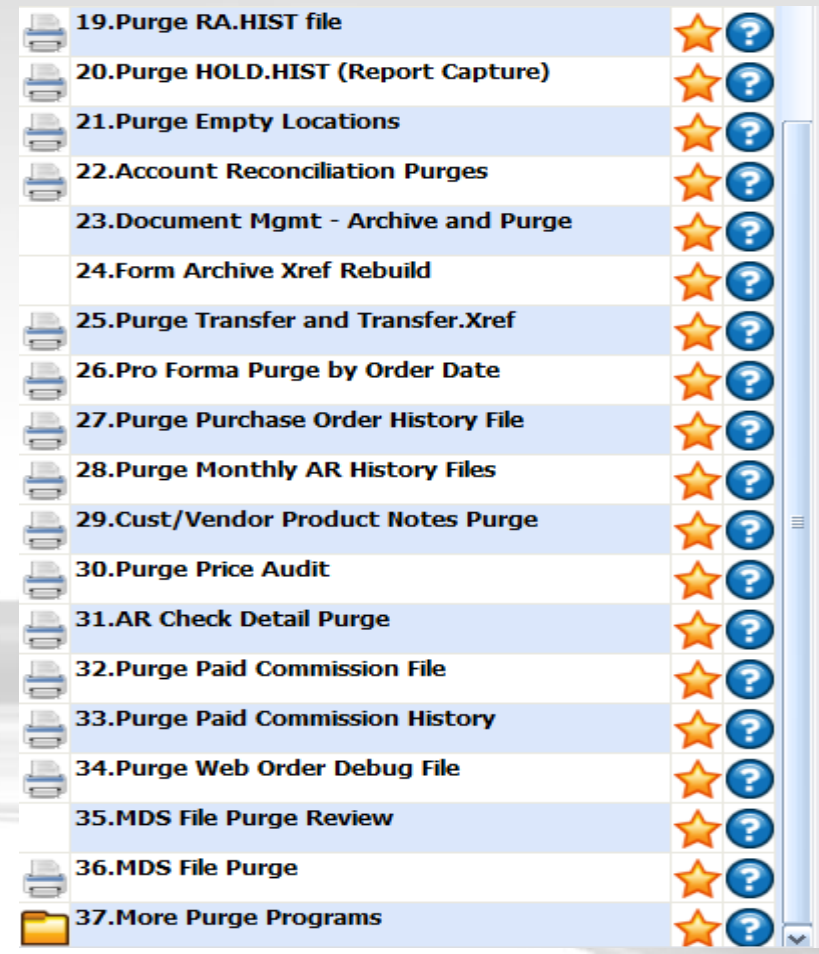 19.Purge RA.HIST file
20.Purge HOLD.HIST (Report Capture)
21.Purge Empty Locations
22.Account Reconciliation Purges
23.Document Mgmt - Archive and Purge
24.Form Archive Xref Rebuild
25.Purge Transfer and Transfer.Xref
26.Pro Forma Purge by Order Date
27.Purge Purchase Order History File
28.Purge Monthly AR History Files
29.Cust/Vendor Product Notes Purge
30.Purge Price Audit
31.AR Check Detail Purge
32.Purge Paid Commission File
33.Purge Paid Commission History
34.Purge Web Order Debug File
35.MDS File Purge Review
36.MDS File Purge
37.More Purge Programs